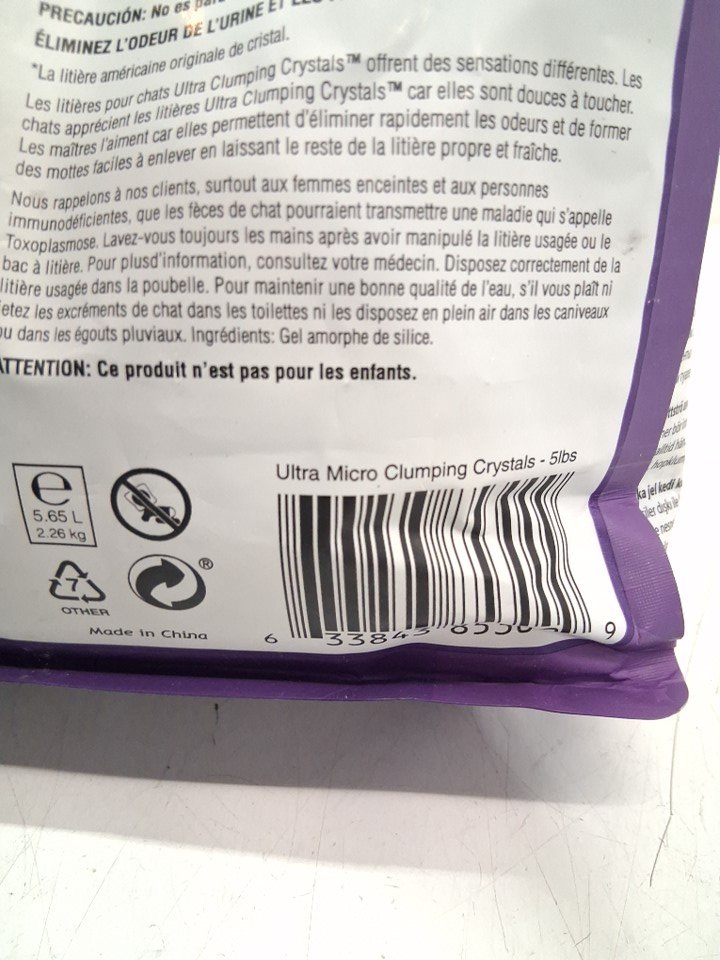 PRECAUCIÓN: No es
ÉLIMINEZ L'ODEUR DE L'URINE ET
*La litière américaine originale de cristal.
Les litières pour chats Ultra Clumping Crystals™ offrent des sensations différentes. Les
chats apprécient les litières Ultra Clumping Crystals™ car elles sont douces à toucher.
Les maîtres l'aiment car elles permettent d'éliminer rapidement les odeurs et de former
des mottes faciles à enlever en laissant le reste de la litière propre et fraîche.
Nous rappelons à nos clients, surtout aux femmes enceintes et aux personnes
immunodéficientes, que les fèces de chat pourraient transmettre une maladie qui s'appelle
Toxoplasmose. Lavez-vous toujours les mains après avoir manipulé la litière usagée ou le
bac à litière. Pour plusd'information, consultez votre médecin. Disposez correctement de la
litière usagée dans la poubelle. Pour maintenir une bonne qualité de l'eau, s'il vous plaît ni
etez les excréments de chat dans les toilettes ni les disposez en plein air dans les caniveaux
ou dans les égouts pluviaux. Ingrédients: Gel amorphe de silice.
ATTENTION: Ce produit n'est pas pour les enfants.
Ultra Micro Clumping Crystals - 5lbs
e
5.65 L
2.26 kg
7
OTHER
®
Made in China
6 33843 9
ka jel kedi